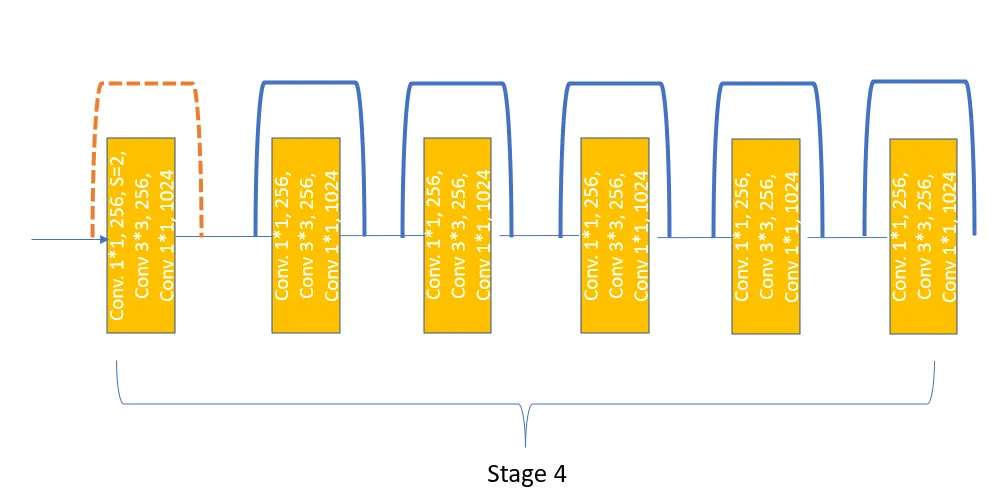 Conv. 1*1, 256, S=2,
Conv 3*3, 256,
Conv 1*1, 1024
Conv. 1*1, 256,
Conv 3*3, 256,
Conv 1*1, 1024
Conv. 1*1, 256,
Conv 3*3, 256,
Conv 1*1, 1024
Conv. 1*1, 256,
Conv 3*3, 256,
Conv 1*1, 1024
Conv. 1*1, 256,
Conv 3*3, 256,
Conv 1*1, 1024
Conv. 1*1, 256,
Conv 3*3, 256,
Conv 1*1, 1024
Stage 4